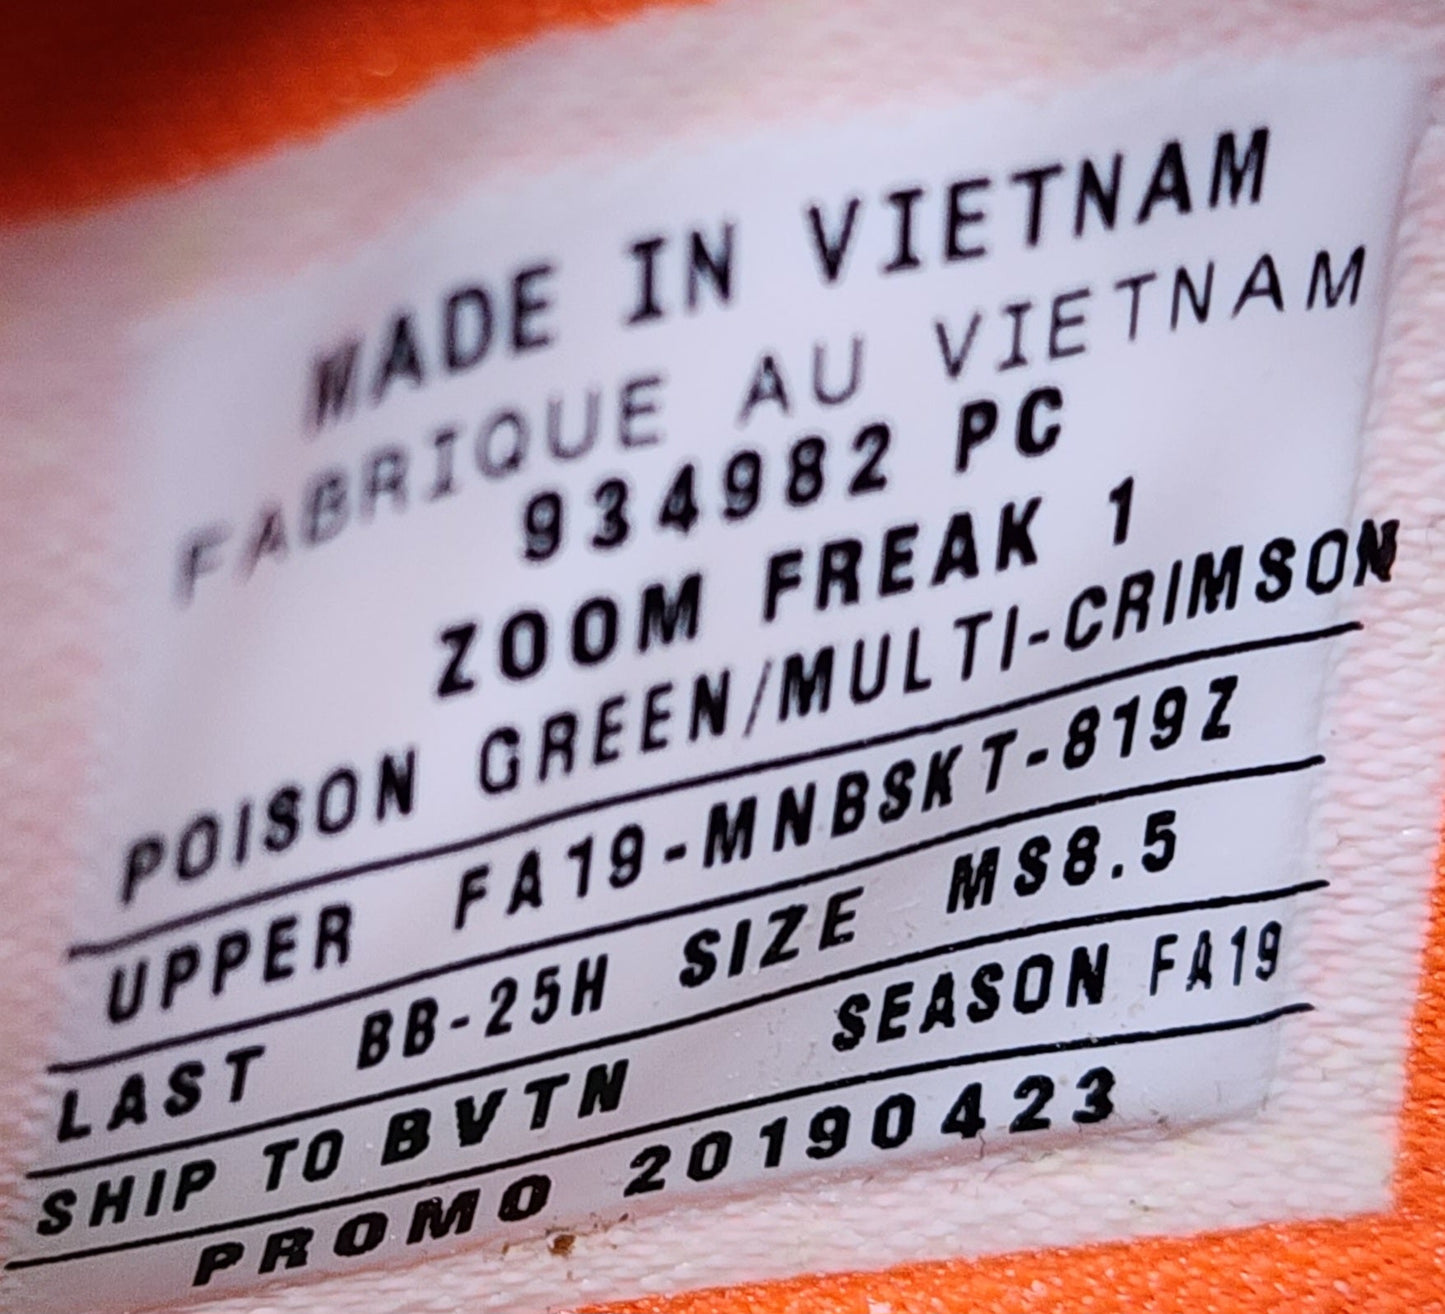 MADE IN VIETNAM
FABRIQUE AU VIETNAM
934982 PC
ZOOM FREAK 1
POISON GREEN/MULTI-CRIMSON
UPPER FA19-MNBSKT-819Z
LAST BB-25H SIZE MS8.5
SHIP TO BVTN SEASON FA19
PROMO 20190423